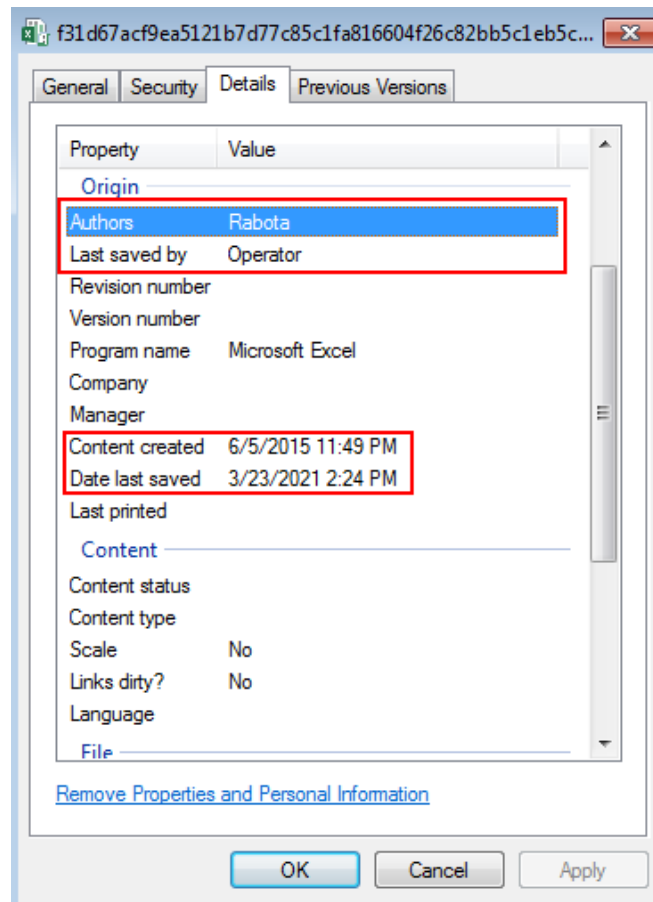 f31d67acf9ea5121b7d77c85c1fa816604f26c82bb5c1eb5c...
General Security Details Previous Versions
Property Value
Origin
Authors Rabota
Last saved by Operator
Revision number
Version number
Program name Microsoft Excel
Company
Manager
Content created 6/5/2015 11:49 PM
Date last saved 3/23/2021 2:24 PM
Last printed
Content
Content status
Content type
Scale No
Links dirty? No
Language
File
Remove Properties and Personal Information
OK Cancel Apply